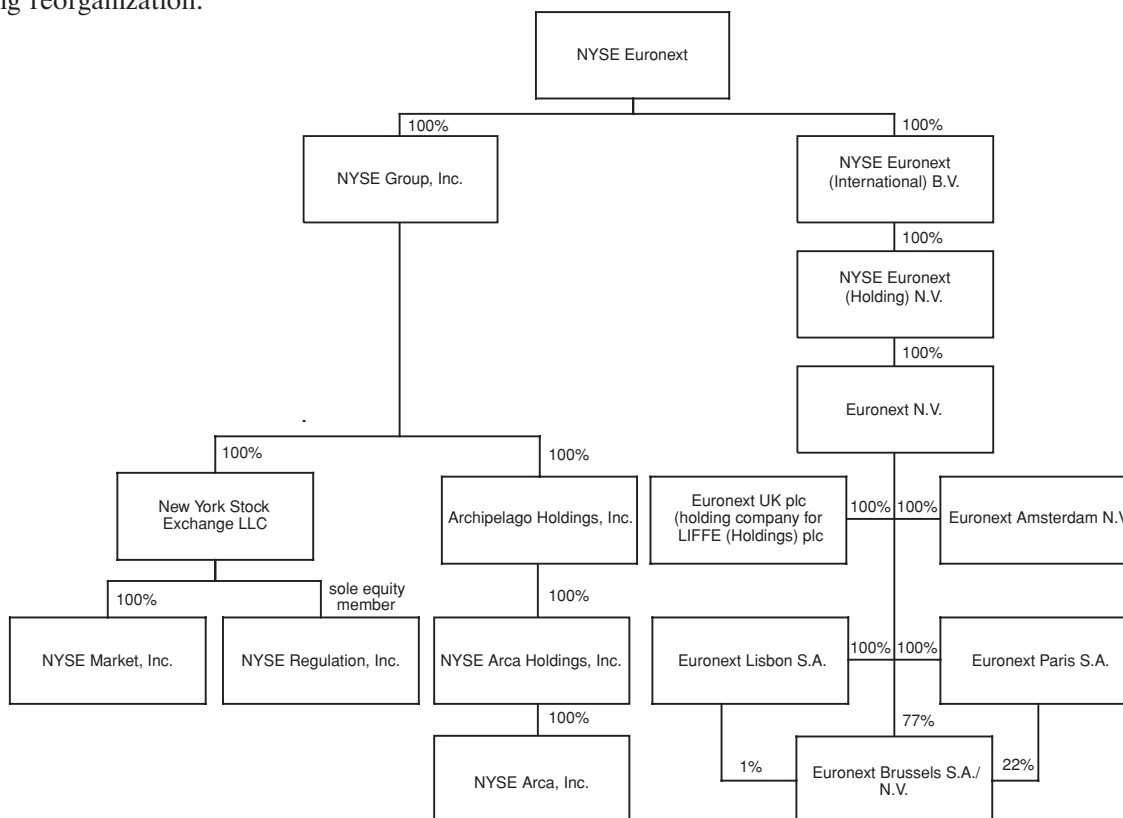 ng reorganization.
NYSE Euronext
100%
100%
NYSE Group, Inc.
NYSE Euronext
(International) B.V.
100%
NYSE Euronext
(Holding) N.V.
100%
Euronext N.V.
100%
100%
New York Stock
Exchange LLC
Archipelago Holdings, Inc.
Euronext UK plc
(holding company for
LIFFE (Holdings) plc
100%
100%
Euronext Amsterdam N.V
100%
sole equity
member
100%
NYSE Market, Inc.
NYSE Regulation, Inc.
NYSE Arca Holdings, Inc.
Euronext Lisbon S.A.
100%
100%
Euronext Paris S.A.
100%
77%
NYSE Arca, Inc.
1%
Euronext Brussels S.A./
N.V.
22%